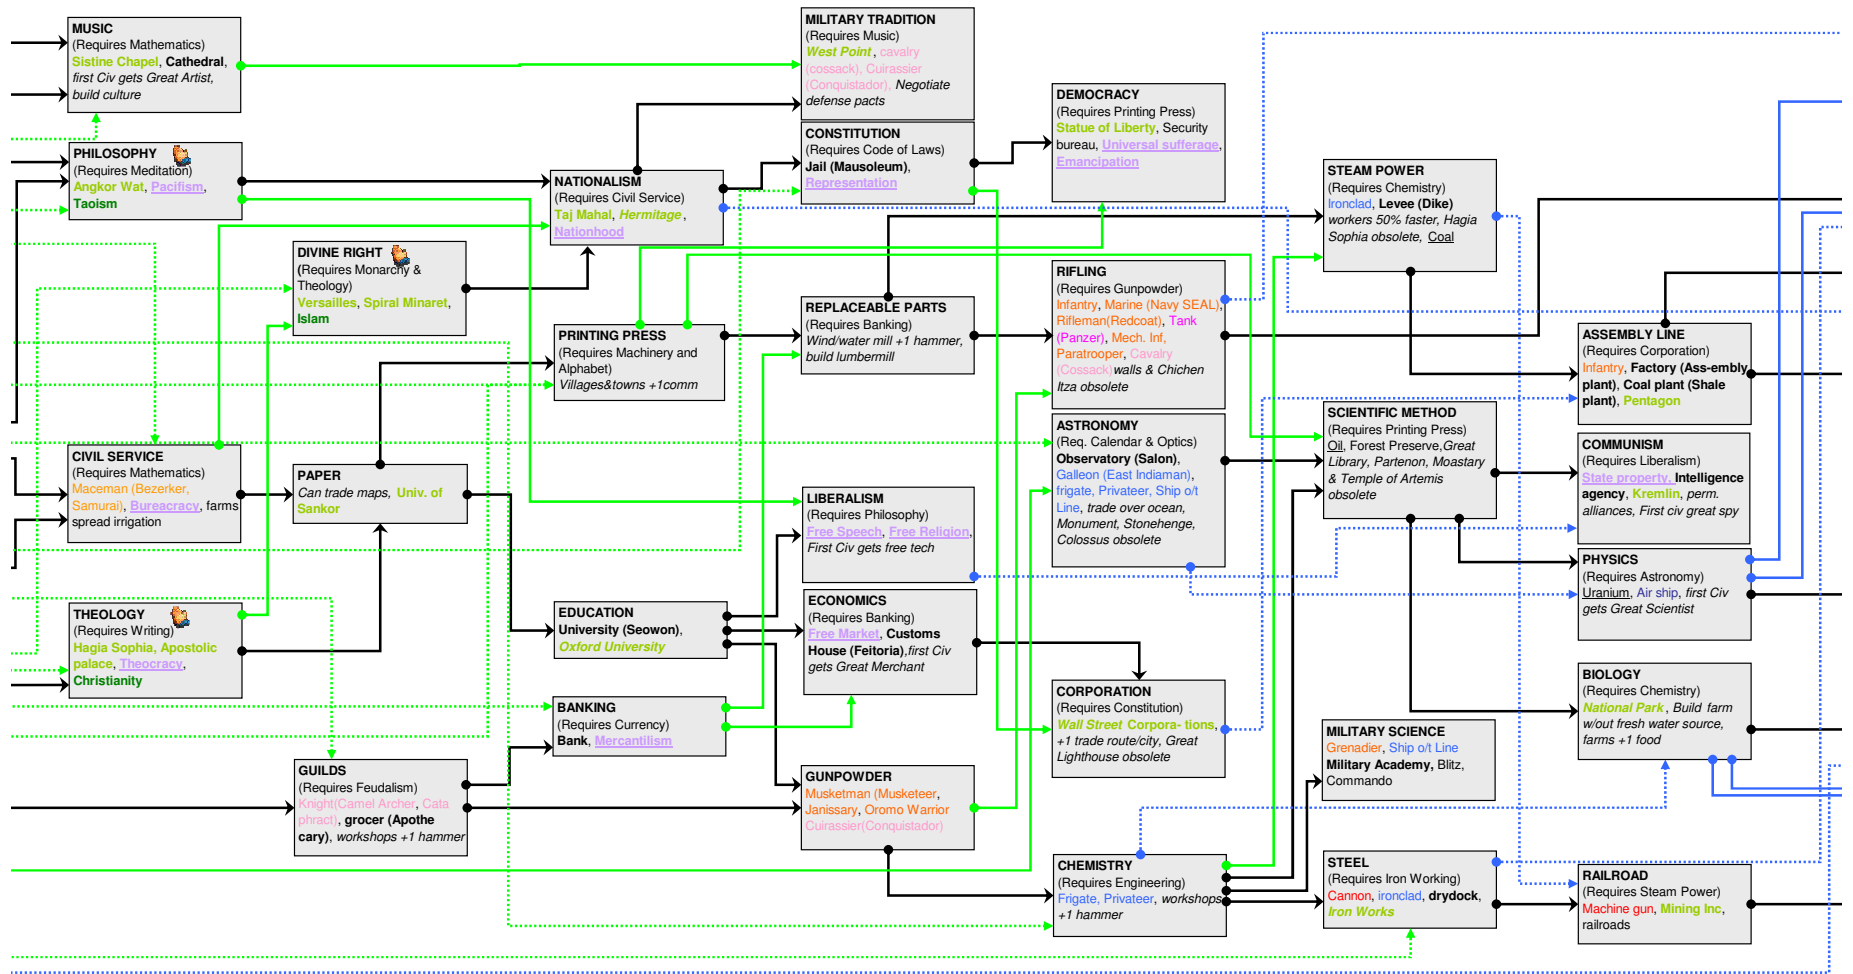 MUSIC
(Requires Mathematics)
Sistine Chapel, Cathedral,
first Civ gets Great Artist,
build culture
PHILOSOPHY
(Requires Meditation)
Angkor Wat, Pacifism,
Taoism
CIVIL SERVICE
(Requires Mathematics)
Maceman (Bezerker,
Samurai), Bureacracy, farms
spread irrigation
THEOLOGY
(Requires Writing)
Hagia Sophia, Apostolic
palace, Theocracy,
Christianity
DIVINE RIGHT
(Requires Monarchy &
Theology)
Versailles, Spiral Minaret,
Islam
PAPER
Can trade maps, Univ. of
Sankor
GUILDS
(Requires Feudalism)
Knight(Camel Archer, Cata
phract), grocer (Apothe
cary), workshops +1 hammer
NATIONALISM
(Requires Civil Service)
Taj Mahal, Hermitage,
Nationhood
PRINTING PRESS
(Requires Machinery and
Alphabet)
Villages&towns +1comm
EDUCATION
University (Seowon),
Oxford University
BANKING
(Requires Currency)
Bank, Mercantilism
MILITARY TRADITION
(Requires Music)
West Point, cavalry
(cossack), Cuirassier
(Conquistador), Negotiate
defense pacts
CONSTITUTION
(Requires Code of Laws)
Jail (Mausoleum),
Representation
REPLACEABLE PARTS
(Requires Banking)
Wind/water mill +1 hammer,
build lumbermill
LIBERALISM
(Requires Philosophy)
Free Speech, Free Religion,
First Civ gets free tech
ECONOMICS
(Requires Banking)
Free Market, Customs
House (Feitoria),first Civ
gets Great Merchant
GUNPOWDER
Musketman (Musketeer,
Janissary, Oromo Warrior
Cuirassier(Conquistador)
DEMOCRACY
(Requires Printing Press)
Statue of Liberty, Security
bureau, Universal sufferage,
Emancipation
RIFLING
(Requires Gunpowder)
Infantry, Marine (Navy SEAL),
Rifleman(Redcoat), Tank
(Panzer), Mech. Inf,
Paratrooper, Cavalry
(Cossack)walls & Chichen
Itza obsolete
ASTRONOMY
(Req. Calendar & Optics)
Observatory (Salon),
Galleon (East Indiaman),
frigate, Privateer, Ship o/t
Line, trade over ocean,
Monument, Stonehenge,
Colossus obsolete
CORPORATION
(Requires Constitution)
Wall Street Corpora- tions,
+1 trade route/city, Great
Lighthouse obsolete
CHEMISTRY
(Requires Engineering)
Frigate, Privateer, workshops
+1 hammer
STEAM POWER
(Requires Chemistry)
Ironclad, Levee (Dike)
workers 50% faster, Hagia
Sophia obsolete, Coal
SCIENTIFIC METHOD
(Requires Printing Press)
Oil, Forest Preserve,Great
Library, Partenon, Moastary
& Temple of Artemis
obsolete
MILITARY SCIENCE
Grenadier, Ship o/t Line
Military Academy, Blitz,
Commando
STEEL
(Requires Iron Working)
Cannon, ironclad, drydock,
Iron Works
ASSEMBLY LINE
(Requires Corporation)
Infantry, Factory (Ass-embly
plant), Coal plant (Shale
plant), Pentagon
COMMUNISM
(Requires Liberalism)
State property, Intelligence
agency, Kremlin, perm.
alliances, First civ great spy
PHYSICS
(Requires Astronomy)
Uranium, Air ship, first Civ
gets Great Scientist
BIOLOGY
(Requires Chemistry)
National Park, Build farm
w/out fresh water source,
farms +1 food
RAILROAD
(Requires Steam Power)
Machine gun, Mining Inc,
railroads